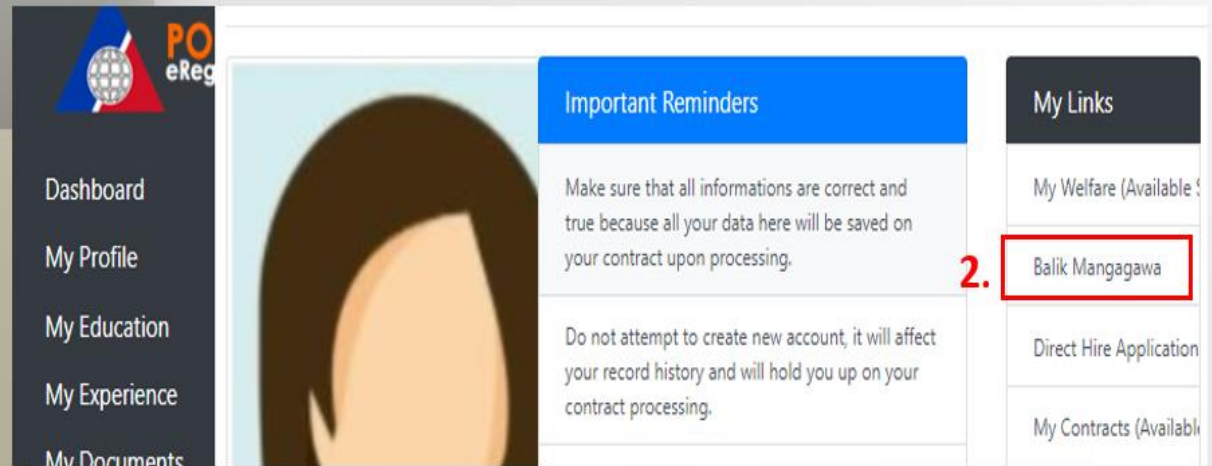 PO
eReg
Dashboard
My Profile
My Education
My Experience
My Documents
Important Reminders
Make sure that all informations are correct and
true because all your data here will be saved on
your contract upon processing.
Do not attempt to create new account, it will affect
your record history and will hold you up on your
contract processing.
My Links
My Welfare (Available
2.
Balik Mangagawa
Direct Hire Application
My Contracts (Available